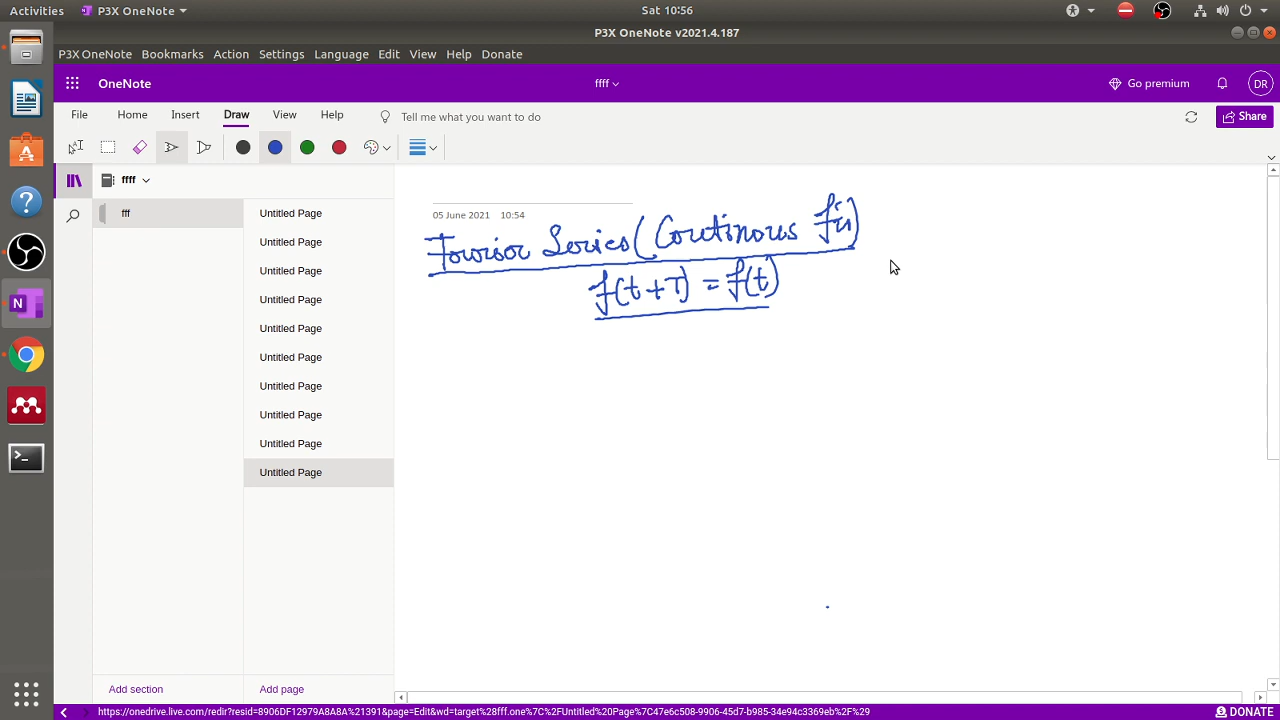 Activities P3X OneNote Sat 10:56
P3X OneNote v2021.4.187
P3X OneNote Bookmarks Action Settings Language Edit View Help Donate
OneNote ffff Go premium DR
File Home Insert Draw View Help Tell me what you want to do Share
ffff
fff
Untitled Page
Untitled Page
Untitled Page
Untitled Page
Untitled Page
Untitled Page
Untitled Page
Untitled Page
Untitled Page
Untitled Page
05 June 2021 10:54
Fourier Series (Continous fn)
f(t+T) = f(t)
Add section Add page
https://onedrive.live.com/redir?resid=8906DF12979A8A8A%21391&page=Edit&wd=target%28fff.one%7C%2FUntitled%20Page%7C47e6c508-9906-45d7-b985-34e94c3369eb%2F%29 DONATE